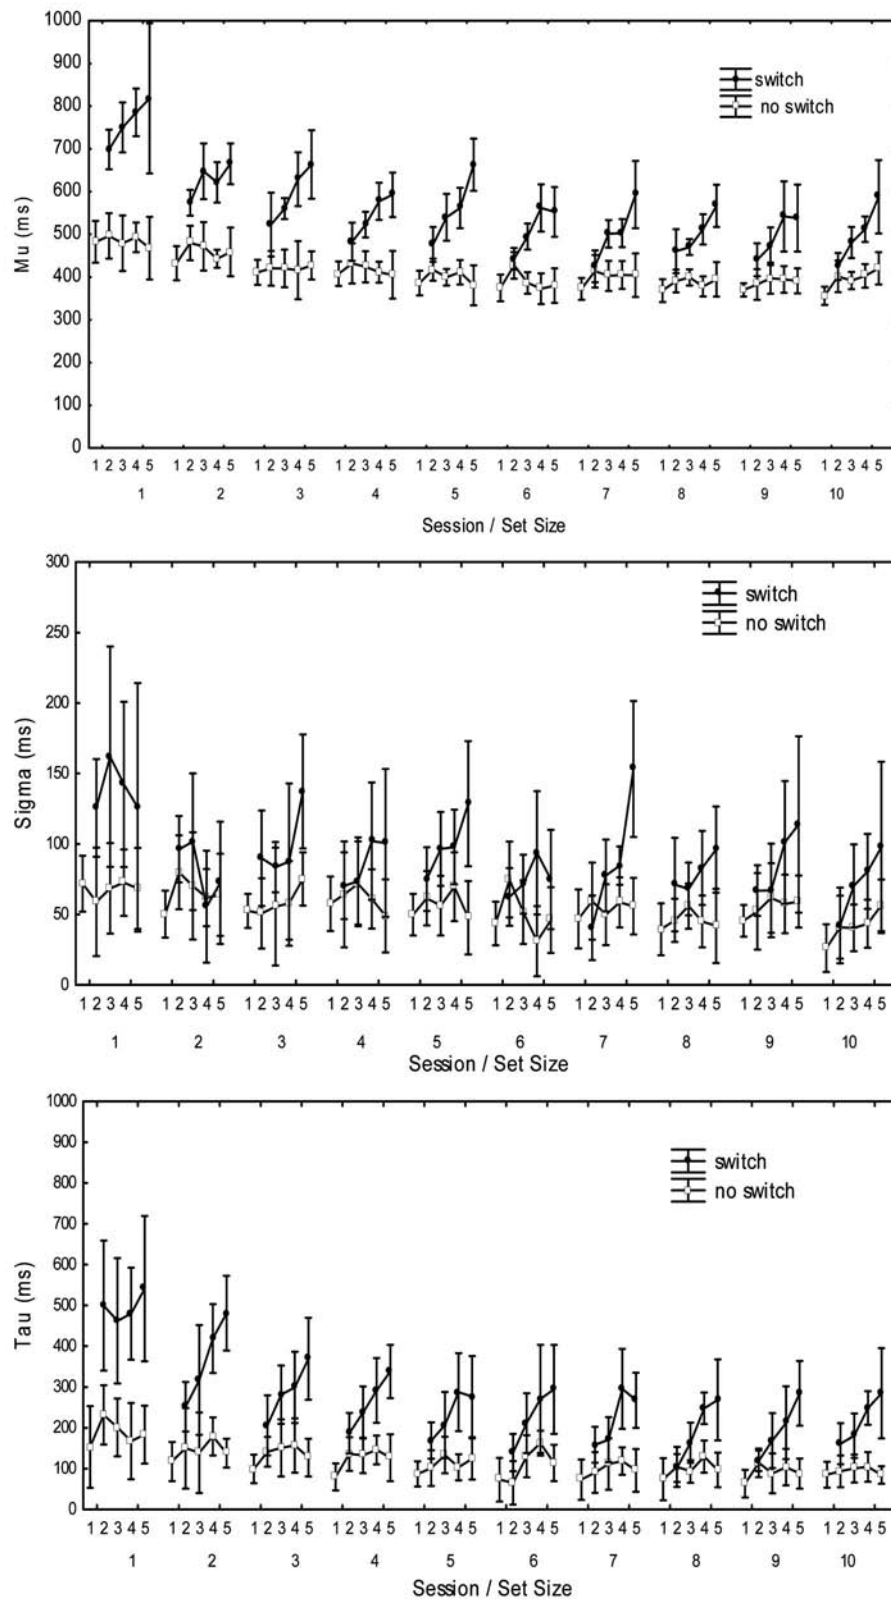 1000
900
800
700
600
500
400
300
200
100
0
Mu (ms)
switch
no switch
1 2 3 4 5 1 2 3 4 5 1 2 3 4 5 1 2 3 4 5 1 2 3 4 5 1 2 3 4 5 1 2 3 4 5 1 2 3 4 5 1 2 3 4 5 1 2 3 4 5
1 2 3 4 5 6 7 8 9 10
Session / Set Size
300
250
200
150
100
50
0
Sigma (ms)
switch
no switch
1 2 3 4 5 1 2 3 4 5 1 2 3 4 5 1 2 3 4 5 1 2 3 4 5 1 2 3 4 5 1 2 3 4 5 1 2 3 4 5 1 2 3 4 5 1 2 3 4 5
1 2 3 4 5 6 7 8 9 10
Session / Set Size
1000
900
800
700
600
500
400
300
200
100
0
Tau (ms)
switch
no switch
1 2 3 4 5 1 2 3 4 5 1 2 3 4 5 1 2 3 4 5 1 2 3 4 5 1 2 3 4 5 1 2 3 4 5 1 2 3 4 5 1 2 3 4 5 1 2 3 4 5
1 2 3 4 5 6 7 8 9 10
Session / Set Size